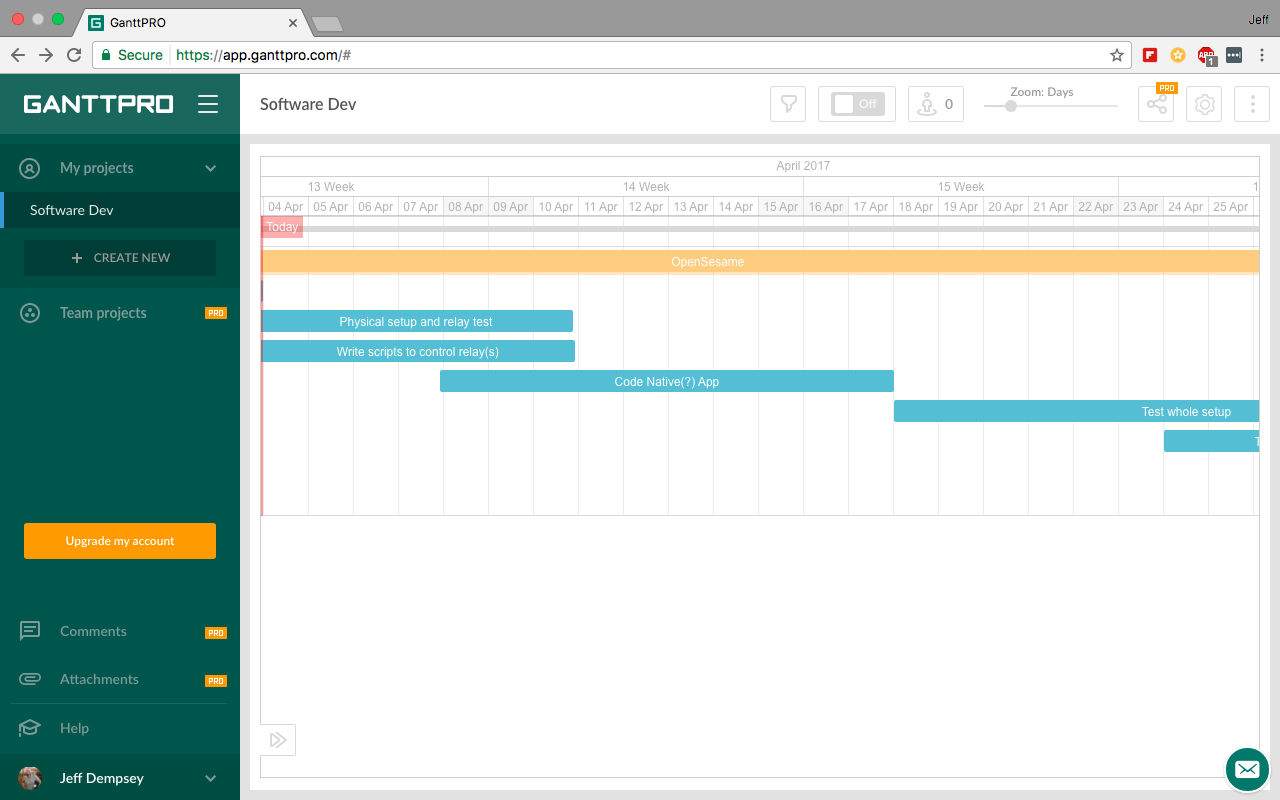 GanttPRO
Jeff
Secure
https://app.ganttpro.com/#
ABP
1
GANTTPRO
My projects
Software Dev
CREATE NEW
Team projects
PRO
Upgrade my account
Comments
PRO
Attachments
PRO
Help
Jeff Dempsey
Software Dev
Off
0
Zoom: Days
PRO
April 2017
13 Week
14 Week
15 Week
1
04 Apr
05 Apr
06 Apr
07 Apr
08 Apr
09 Apr
10 Apr
11 Apr
12 Apr
13 Apr
14 Apr
15 Apr
16 Apr
17 Apr
18 Apr
19 Apr
20 Apr
21 Apr
22 Apr
23 Apr
24 Apr
25 Apr
Today
OpenSesame
Physical setup and relay test
Write scripts to control relay(s)
Code Native(?) App
Test whole setup